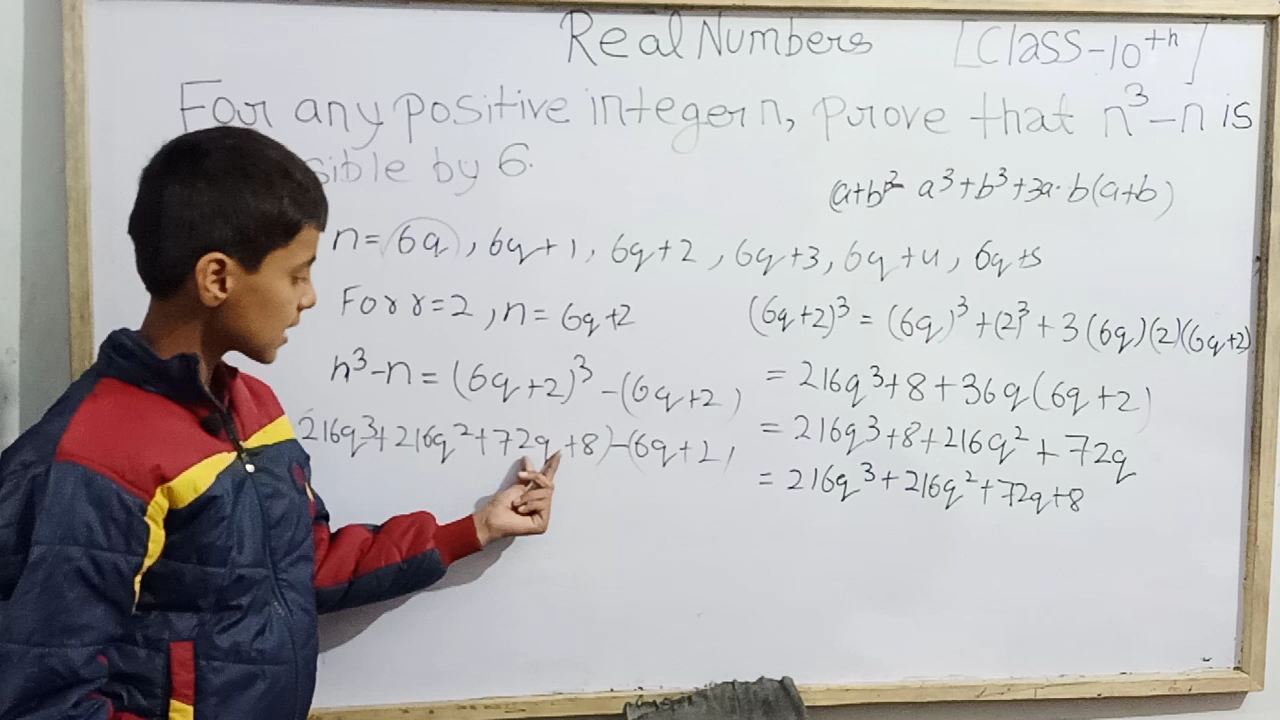 Real Numbers [Class-10th]
For any positive integer n, prove that n³-n is
sible by 6.
(a+b)³= a³+b³+3a·b(a+b)
n= 6q, 6q+1, 6q+2, 6q+3, 6q+4, 6q+5
For r=2, n= 6q+2
n³-n = (6q+2)³-(6q+2)
216q³+216q²+72q+8)-(6q+2)
(6q+2)³ = (6q)³+(2)³+3(6q)(2)(6q+2)
= 216q³+8+36q(6q+2)
= 216q³+8+216q²+72q
= 216q³+216q²+72q+8